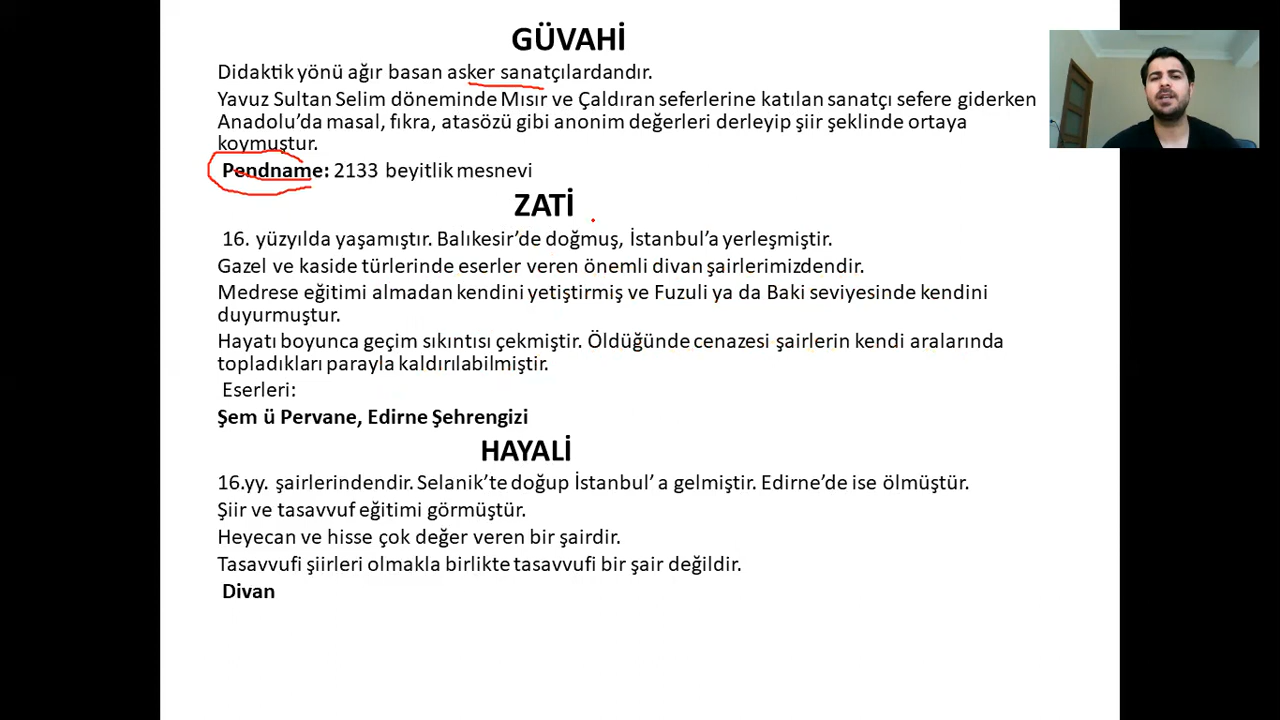 GÜVAHİ
Didaktik yönü ağır basan asker sanatçılardandır.
Yavuz Sultan Selim döneminde Mısır ve Çaldıran seferlerine katılan sanatçı sefere giderken
Anadolu’da masal, fıkra, atasözü gibi anonim değerleri derleyip şiir şeklinde ortaya
koymuştur.
Pendname: 2133 beyitlik mesnevi
ZATİ
16. yüzyılda yaşamıştır. Balıkesir’de doğmuş, İstanbul’a yerleşmiştir.
Gazel ve kaside türlerinde eserler veren önemli divan şairlerimizdendir.
Medrese eğitimi almadan kendini yetiştirmiş ve Fuzuli ya da Baki seviyesinde kendini
duyurmuştur.
Hayatı boyunca geçim sıkıntısı çekmiştir. Öldüğünde cenazesi şairlerin kendi aralarında
topladıkları parayla kaldırılabilmiştir.
Eserleri:
Şem ü Pervane, Edirne Şehrengizi
HAYALİ
16.yy. şairlerindendir. Selanik’te doğup İstanbul’ a gelmiştir. Edirne’de ise ölmüştür.
Şiir ve tasavvuf eğitimi görmüştür.
Heyecan ve hisse çok değer veren bir şairdir.
Tasavvufi şiirleri olmakla birlikte tasavvufi bir şair değildir.
Divan